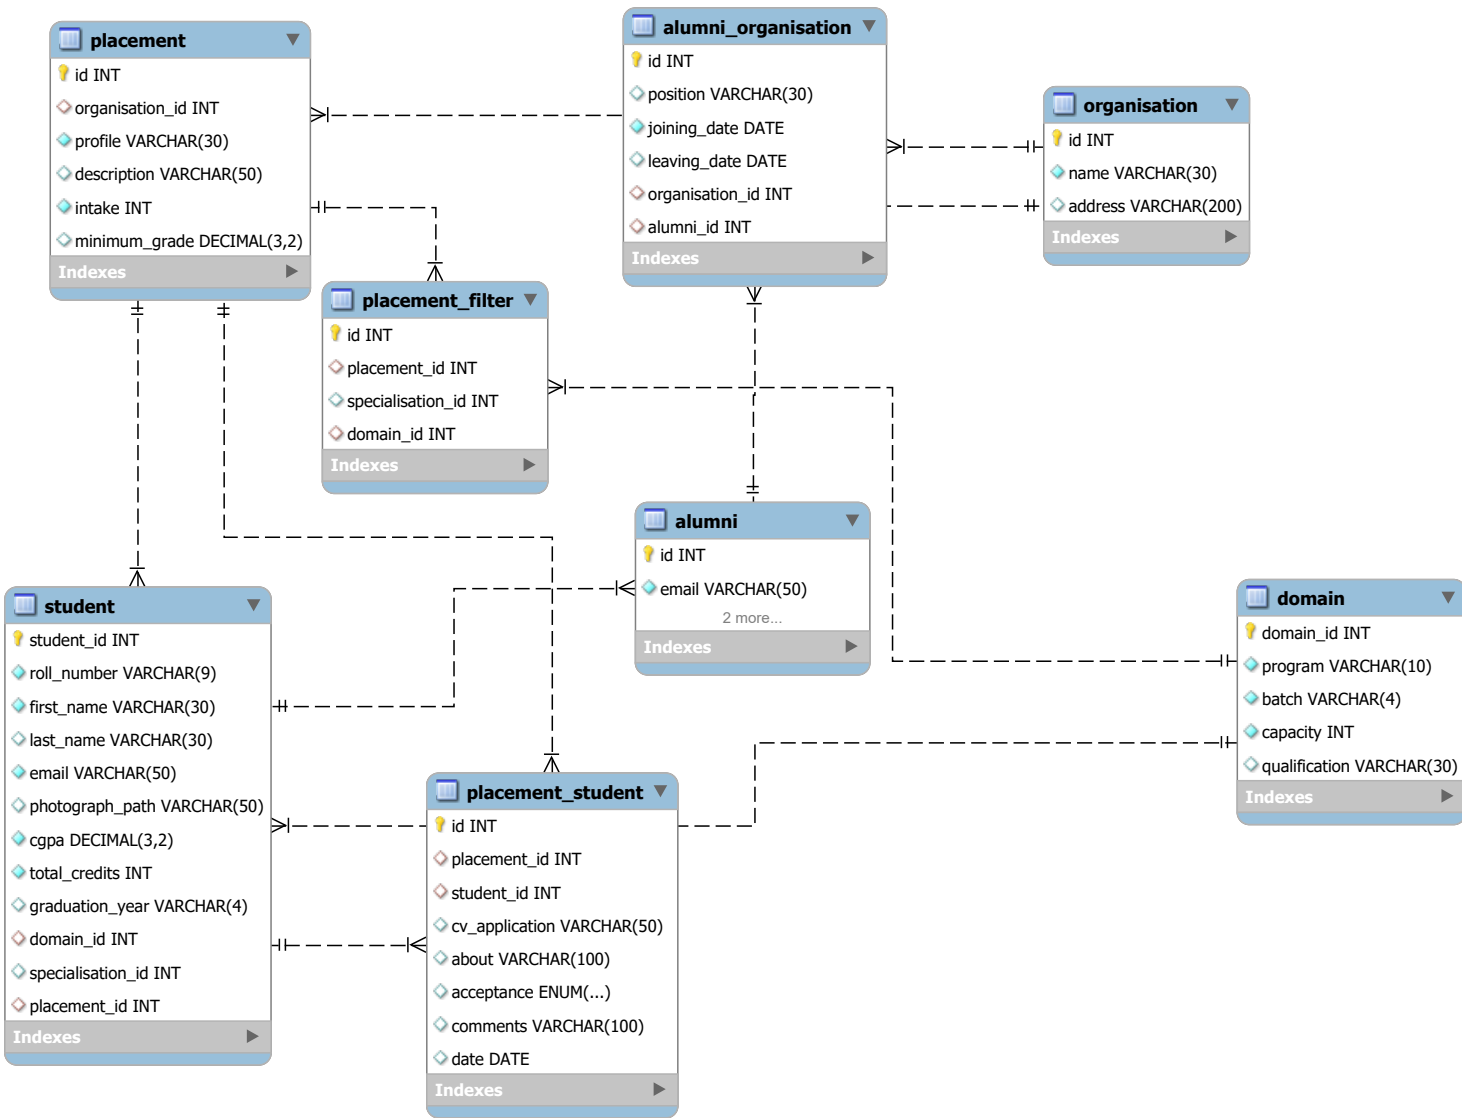 placement
id INT
organisation_id INT
profile VARCHAR(30)
description VARCHAR(50)
intake INT
minimum_grade DECIMAL(3,2)
Indexes
alumni_organisation
id INT
position VARCHAR(30)
joining_date DATE
leaving_date DATE
organisation_id INT
alumni_id INT
Indexes
organisation
id INT
name VARCHAR(30)
address VARCHAR(200)
Indexes
placement_filter
id INT
placement_id INT
specialisation_id INT
domain_id INT
Indexes
alumni
id INT
email VARCHAR(50)
2 more...
Indexes
student
student_id INT
roll_number VARCHAR(9)
first_name VARCHAR(30)
last_name VARCHAR(30)
email VARCHAR(50)
photograph_path VARCHAR(50)
cgpa DECIMAL(3,2)
total_credits INT
graduation_year VARCHAR(4)
domain_id INT
specialisation_id INT
placement_id INT
Indexes
placement_student
id INT
placement_id INT
student_id INT
cv_application VARCHAR(50)
about VARCHAR(100)
acceptance ENUM(...)
comments VARCHAR(100)
date DATE
Indexes
domain
domain_id INT
program VARCHAR(10)
batch VARCHAR(4)
capacity INT
qualification VARCHAR(30)
Indexes